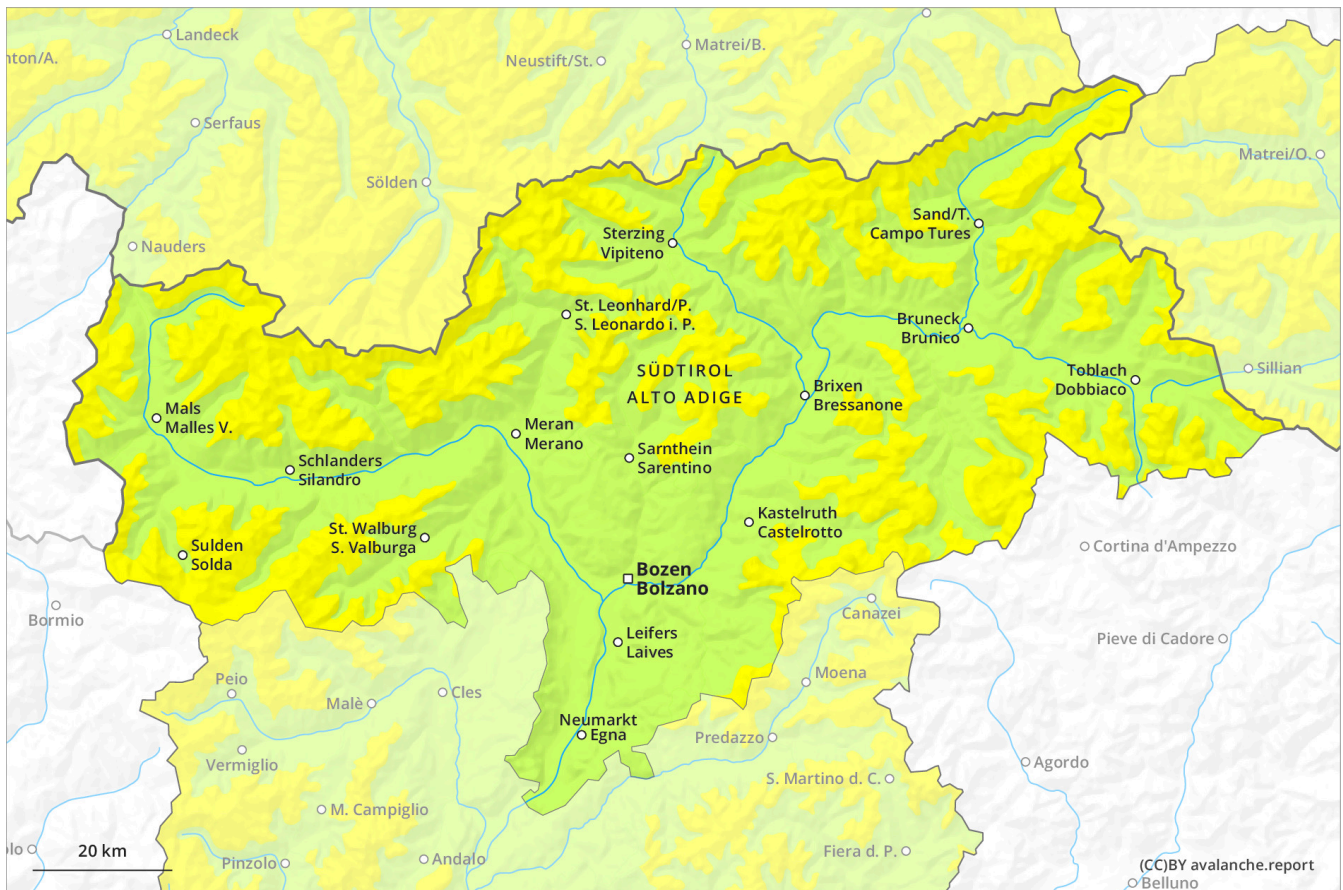 Landeck
Matrei/B.
Neustift/St.
nton/A.
Serfaus
Matrei/O.
Sölden
Sand/T.
Campo Tures
Sterzing
Vipiteno
Nauders
St. Leonhard/P.
S. Leonardo i. P.
Bruneck
Brunico
SÜDTIROL
ALTO ADIGE
Toblach
Dobbiaco
Sillian
Brixen
Bressanone
Mals
Malles V.
Meran
Merano
Sarnthein
Sarentino
Schlanders
Silandro
Kastelruth
Castelrotto
St. Walburg
S. Valburga
Sulden
Solda
Cortina d'Ampezzo
Bozen
Bolzano
Bormio
Canazei
Leifers
Laives
Pieve di Cadore
Peio
Moena
Malè
Cles
Neumarkt
Egna
Predazzo
Vermiglio
Agordo
S. Martino d. C.
M. Campiglio
olo
20 km
Pinzolo
Andalo
Fiera d. P.
(CC)BY avalanche.report
Belluno